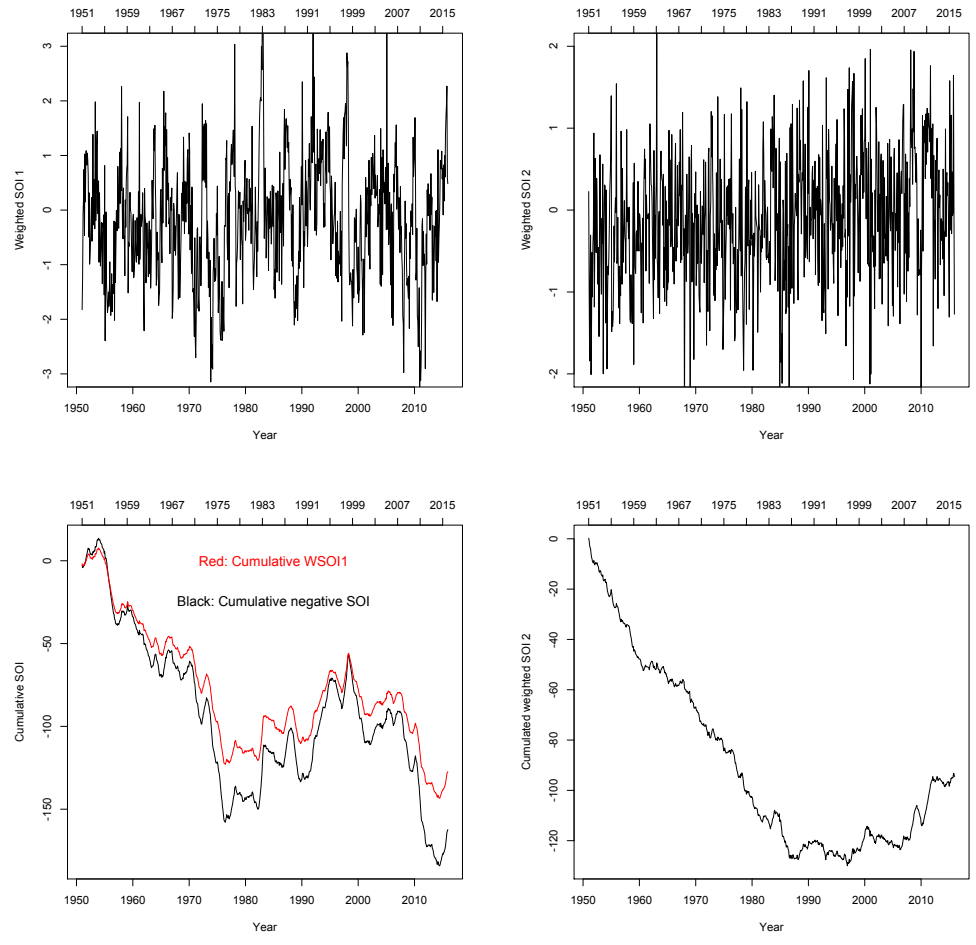 1951 1959 1967 1975 1983 1991 1999 2007 2015
Weighted SOI 1
3
2
1
0
-1
-2
-3
1950 1960 1970 1980 1990 2000 2010
Year
1951 1959 1967 1975 1983 1991 1999 2007 2015
Weighted SOI 2
2
1
0
-1
-2
1950 1960 1970 1980 1990 2000 2010
Year
1951 1959 1967 1975 1983 1991 1999 2007 2015
Cumulative SOI
0
-50
-100
-150
Red: Cumulative WSOI1
Black: Cumulative negative SOI
1950 1960 1970 1980 1990 2000 2010
Year
1951 1959 1967 1975 1983 1991 1999 2007 2015
Cumulated weighted SOI 2
0
-20
-40
-60
-80
-100
-120
1950 1960 1970 1980 1990 2000 2010
Year